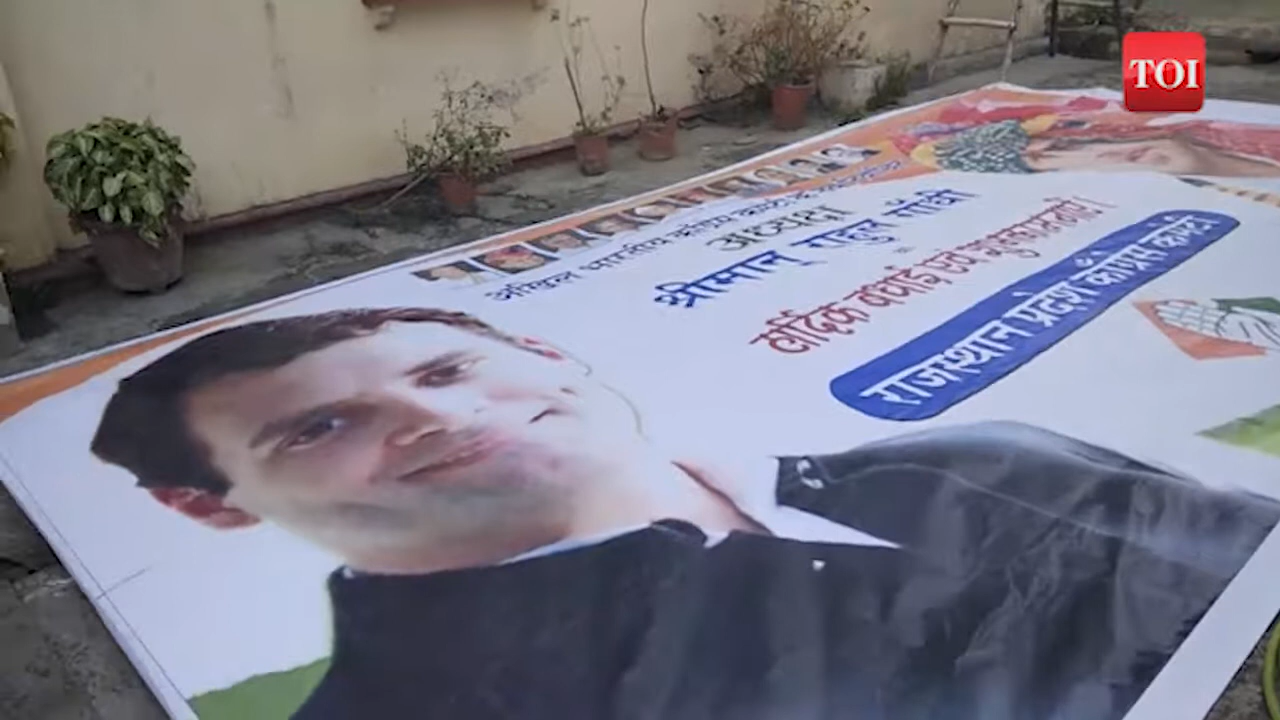 TOI
अखिल भारतीय कांग्रेस कमेटी के
अध्यक्ष
श्रीमान् राहुल गाँधी
को
हार्दिक बधाई एवं शुभकामनाएं।
राजस्थान प्रदेश काँग्रेस कमेटी